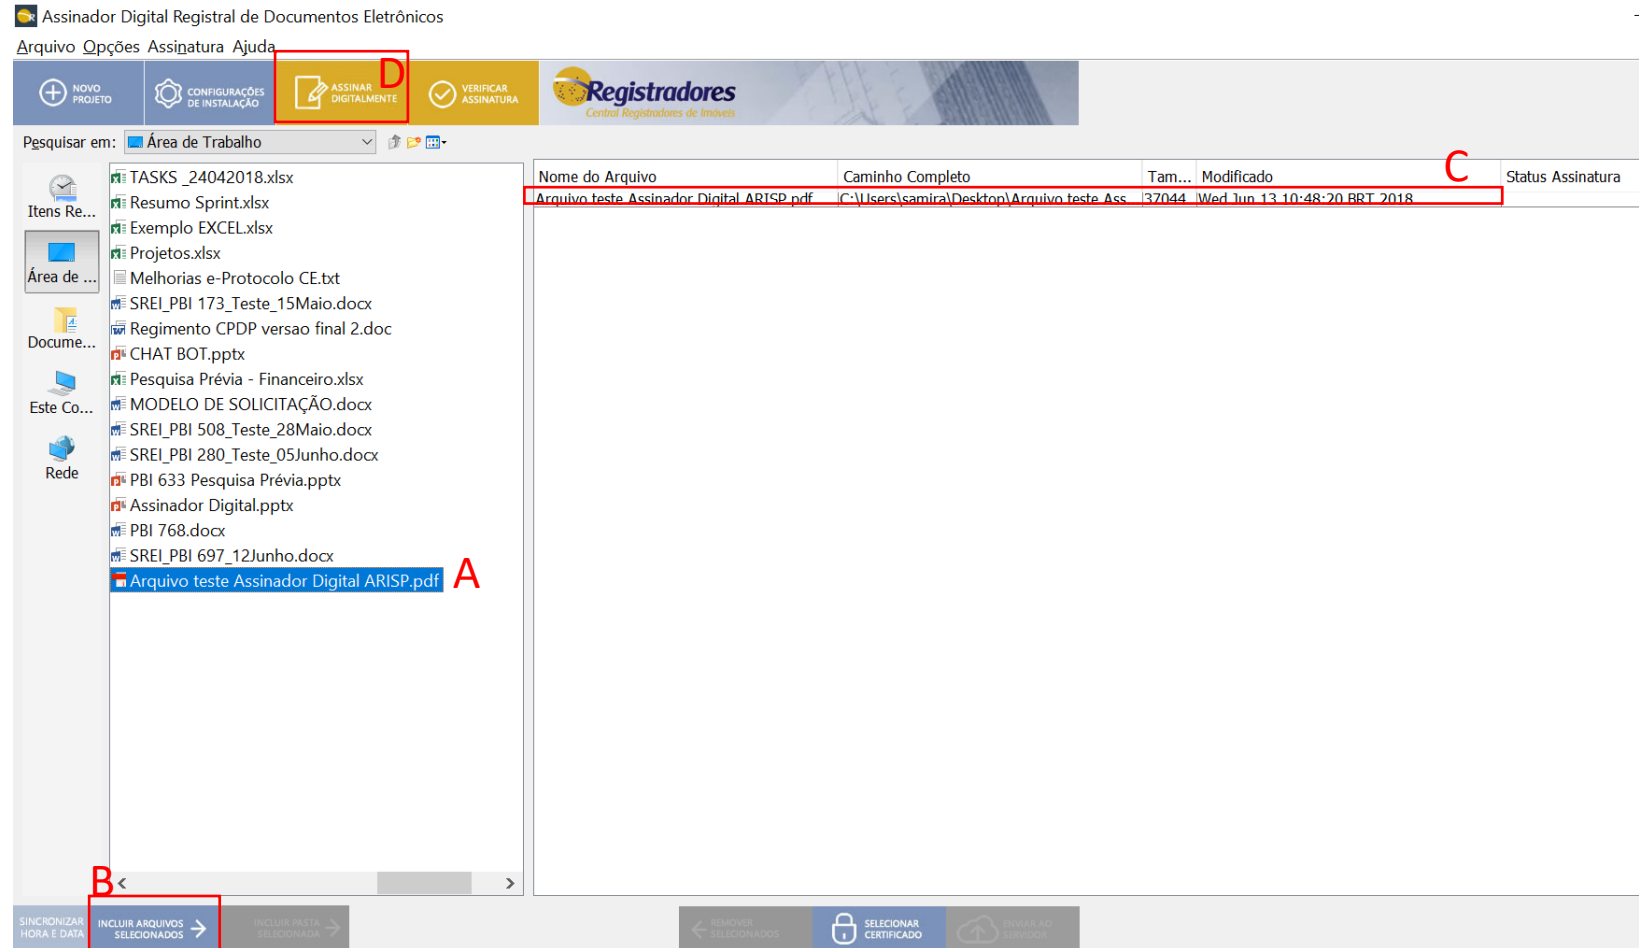 Assinador Digital Registral de Documentos Eletrônicos
Arquivo Opções Assinatura Ajuda
NOVO
PROJETO
CONFIGURAÇÕES
DE INSTALAÇÃO
ASSINAR
DIGITALMENTE
D
VERIFICAR
ASSINATURA
Registradores
Central Registradores de Imóveis
Pesquisar em: Área de Trabalho
Itens Re...
Área de ...
Docume...
Este Co...
Rede
TASKS _24042018.xlsx
Resumo Sprint.xlsx
Exemplo EXCEL.xlsx
Projetos.xlsx
Melhorias e-Protocolo CE.txt
SREI_PBI 173_Teste_15Maio.docx
Regimento CPDP versao final 2.doc
CHAT BOT.pptx
Pesquisa Prévia - Financeiro.xlsx
MODELO DE SOLICITAÇÃO.docx
SREI_PBI 508_Teste_28Maio.docx
SREI_PBI 280_Teste_05Junho.docx
PBI 633 Pesquisa Prévia.pptx
Assinador Digital.pptx
PBI 768.docx
SREI_PBI 697_12Junho.docx
Arquivo teste Assinador Digital ARISP.pdf A
Nome do Arquivo Caminho Completo Tam... Modificado C Status Assinatura
Arquivo teste Assinador Digital ARISP.pdf C:\Users\samira\Desktop\Arquivo teste Ass... 37044 Wed Jun 13 10:48:20 BRT 2018
B
SINCRONIZAR
HORA E DATA
INCLUIR ARQUIVOS
SELECIONADOS
INCLUIR PASTA
SELECIONADA
REMOVER
SELECIONADOS
SELECIONAR
CERTIFICADO
ENVIAR AO
SERVIDOR